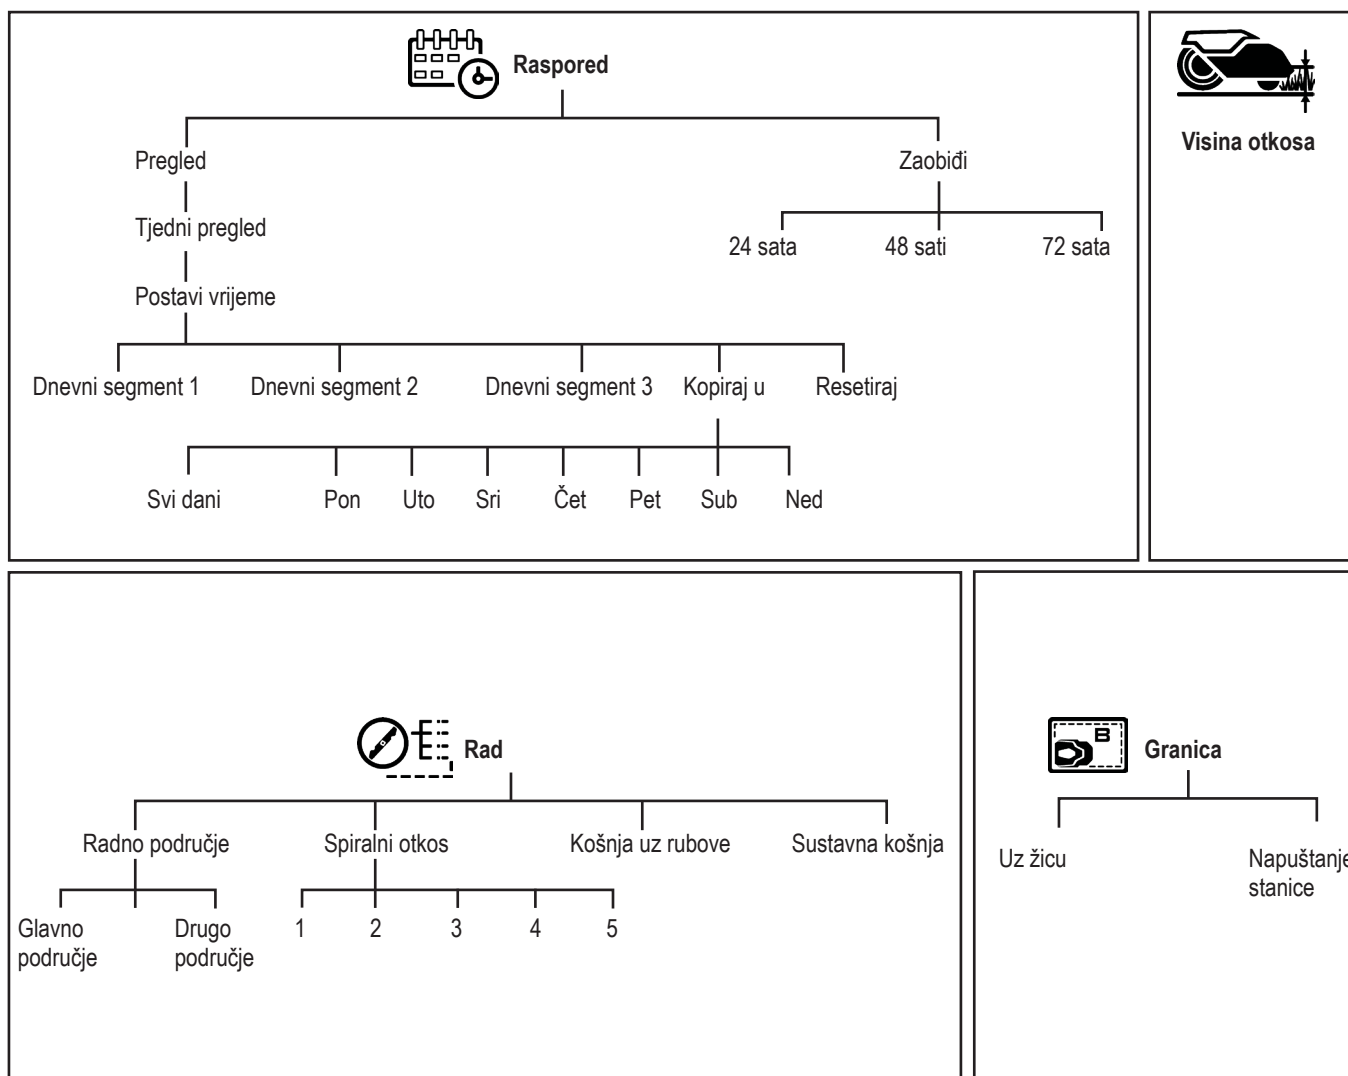 Raspored
Pregled
Zaobiđi
Tjedni pregled
24 sata
48 sati
72 sata
Postavi vrijeme
Dnevni segment 1
Dnevni segment 2
Dnevni segment 3
Kopiraj u
Resetiraj
Svi dani
Pon
Uto
Sri
Čet
Pet
Sub
Ned
Visina otkosa
Rad
Radno područje
Spiralni otkos
Košnja uz rubove
Sustavna košnja
Glavno
područje
Drugo
područje
1
2
3
4
5
B
Granica
Uz žicu
Napuštanje
stanice